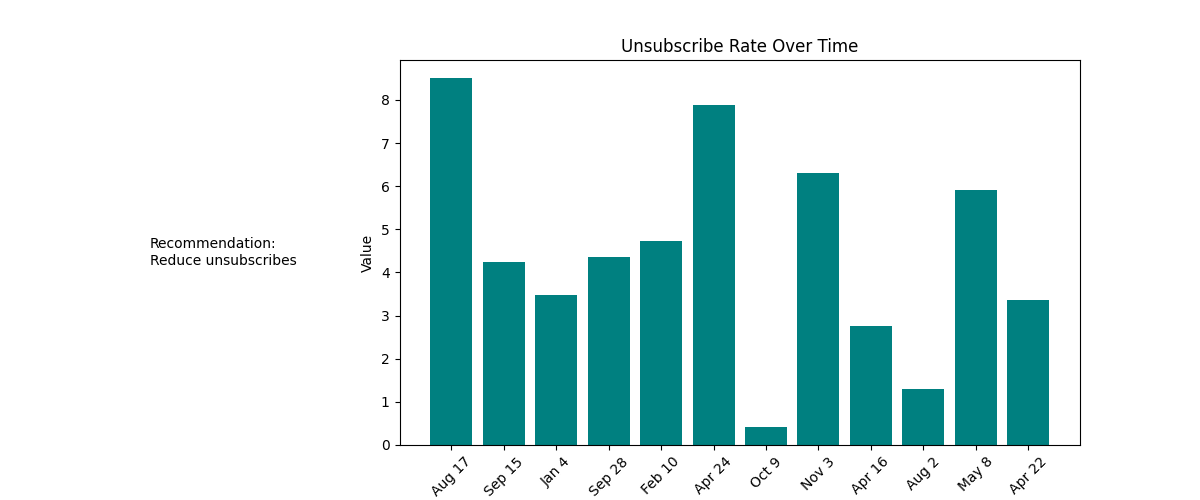 Unsubscribe Rate Over Time
Recommendation:
Reduce unsubscribes
Value
8
7
6
5
4
3
2
1
0
Aug 17
Sep 15
Jan 4
Sep 28
Feb 10
Apr 24
Oct 9
Nov 3
Apr 16
Aug 2
May 8
Apr 22